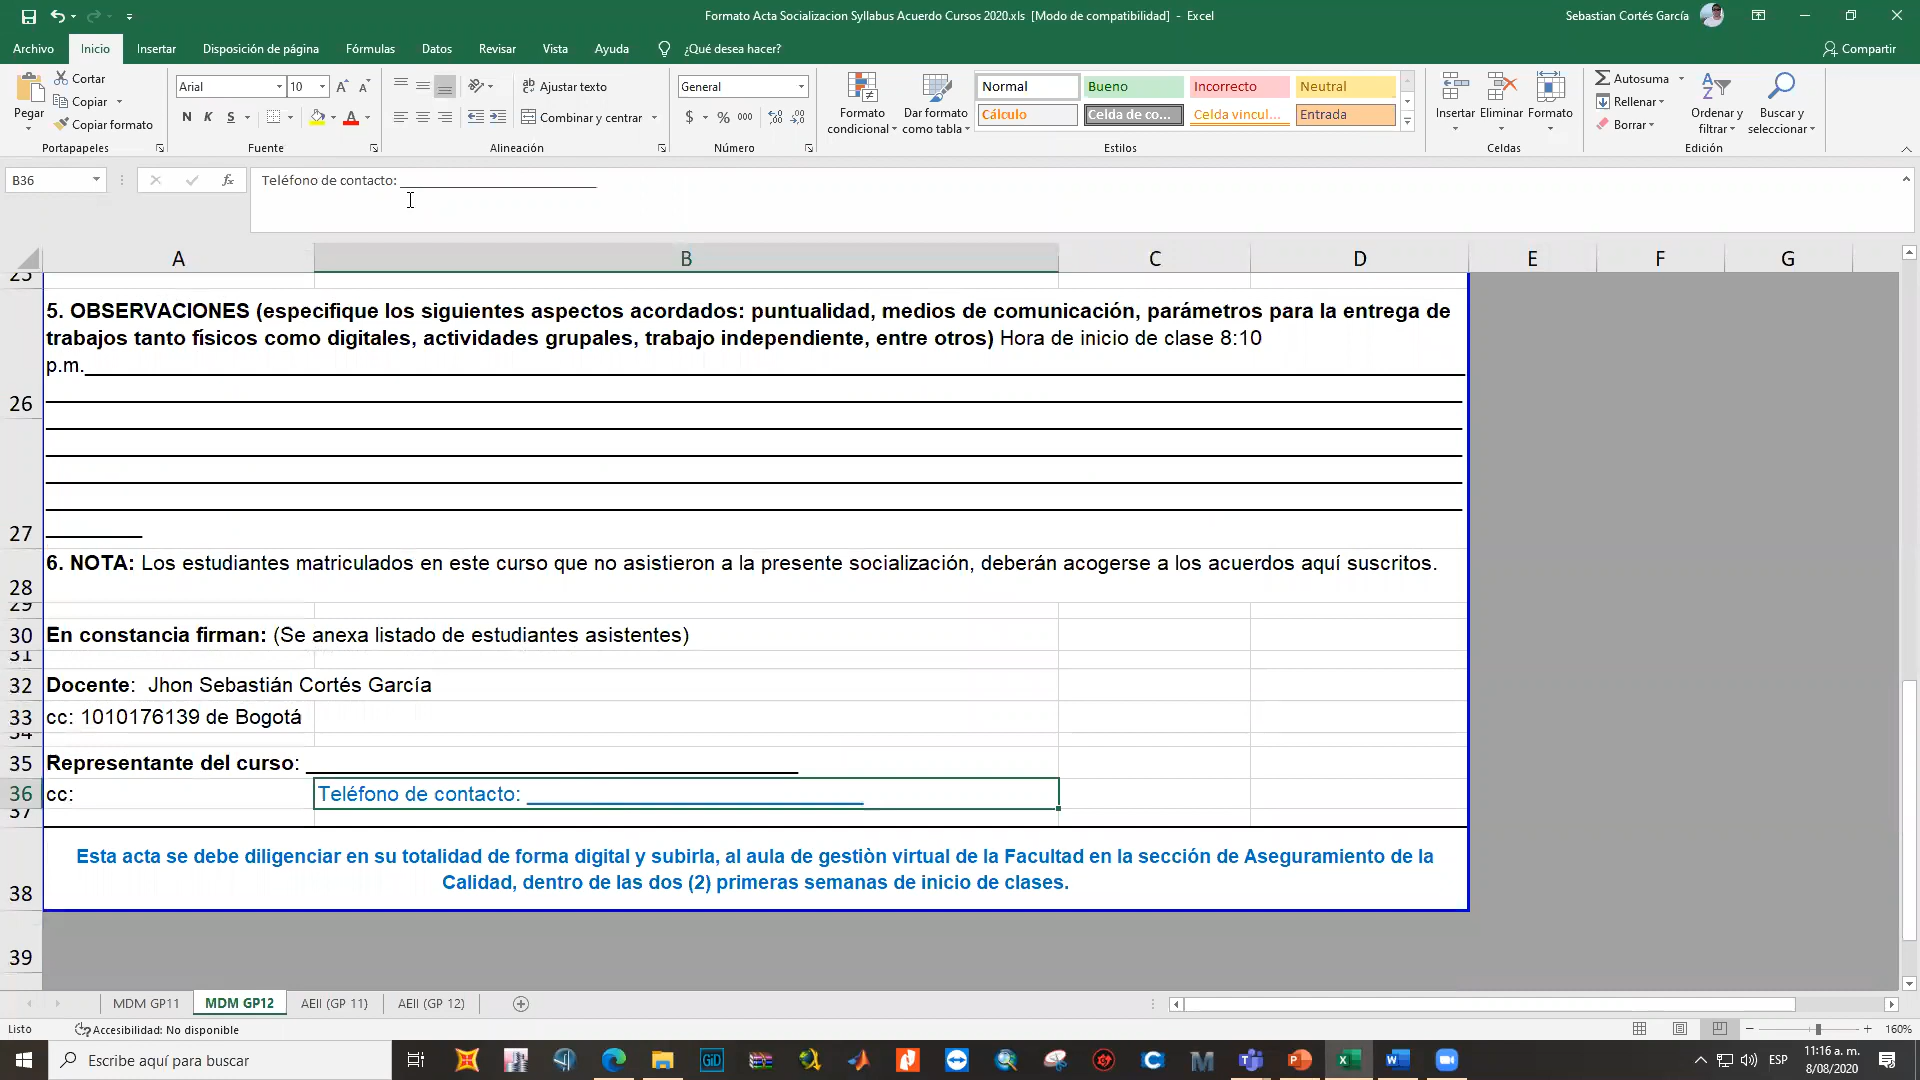 Formato Acta Socializacion Syllabus Acuerdo Cursos 2020.xls [Modo de compatibilidad] - Excel
Sebastian Cortés García
Archivo Inicio Insertar Disposición de página Fórmulas Datos Revisar Vista Ayuda ¿Qué desea hacer? Compartir
Pegar
Cortar
Copiar
Copiar formato
Portapapeles
Arial 10
N K S
Fuente
Ajustar texto
Combinar y centrar
Alineación
General
$ % 000
Número
Formato condicional
Dar formato como tabla
Normal Bueno Incorrecto Neutral
Cálculo Celda de co... Celda vincul... Entrada
Estilos
Insertar Eliminar Formato
Celdas
Autosuma
Rellenar
Borrar
Ordenar y filtrar
Buscar y seleccionar
Edición
B36 fx Teléfono de contacto: ________________________
A B C D E F G
25
5. OBSERVACIONES (especifique los siguientes aspectos acordados: puntualidad, medios de comunicación, parámetros para la entrega de
trabajos tanto físicos como digitales, actividades grupales, trabajo independiente, entre otros) Hora de inicio de clase 8:10
p.m.
26
27
6. NOTA: Los estudiantes matriculados en este curso que no asistieron a la presente socialización, deberán acogerse a los acuerdos aquí suscritos.
28
29
30 En constancia firman: (Se anexa listado de estudiantes asistentes)
31
32 Docente: Jhon Sebastián Cortés García
33 cc: 1010176139 de Bogotá
34
35 Representante del curso: ________________________
36 cc: Teléfono de contacto: ________________________
37
Esta acta se debe diligenciar en su totalidad de forma digital y subirla, al aula de gestiòn virtual de la Facultad en la sección de Aseguramiento de la
Calidad, dentro de las dos (2) primeras semanas de inicio de clases.
38
39
MDM GP11 MDM GP12 AEII (GP 11) AEII (GP 12)
Listo Accesibilidad: No disponible 160%
Escribe aquí para buscar
GiD
ESP
11:16 a. m.
8/08/2020